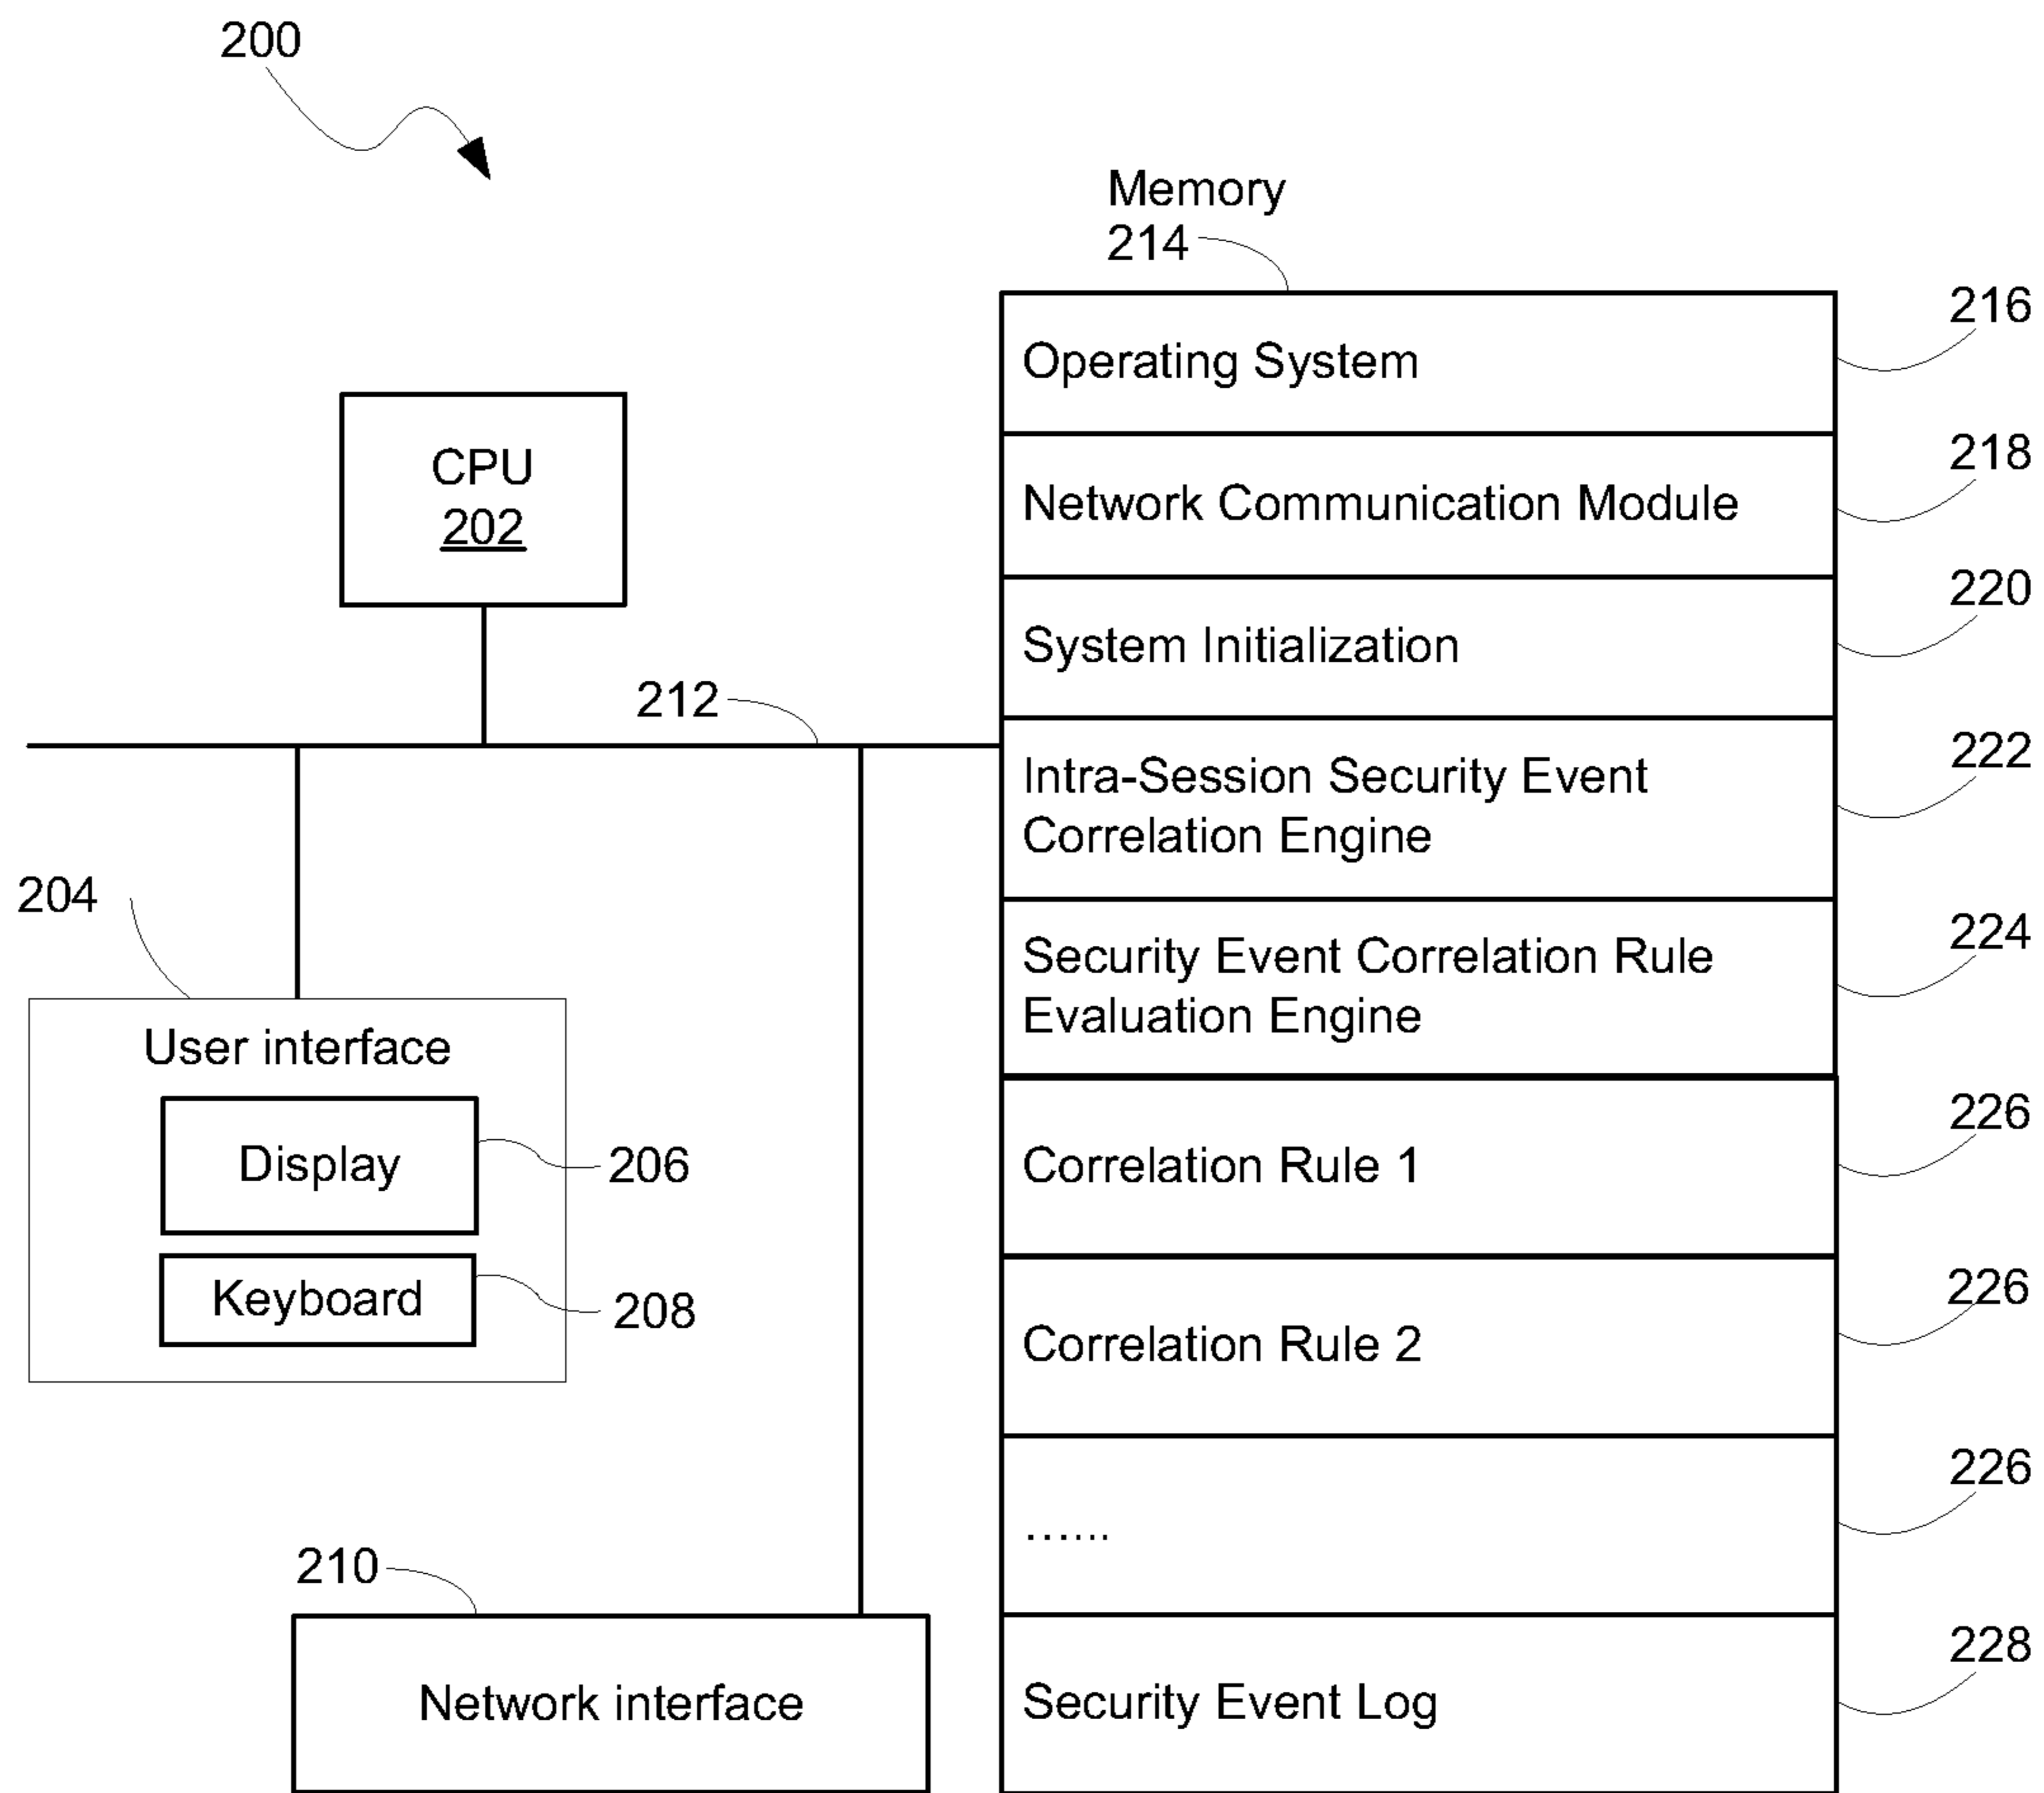 200
Memory
214
Operating System
216
Network Communication Module
218
System Initialization
220
Intra-Session Security Event
Correlation Engine
222
Security Event Correlation Rule
Evaluation Engine
224
Correlation Rule 1
226
Correlation Rule 2
226
......
226
Security Event Log
228
CPU
202
212
204
User interface
Display
206
Keyboard
208
210
Network interface